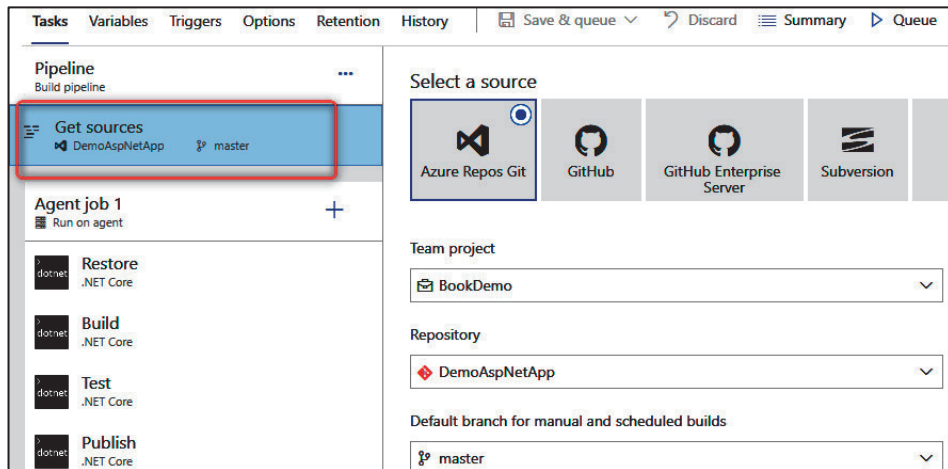 Tasks Variables Triggers Options Retention History Save & queue Discard Summary Queue
Pipeline
Build pipeline
...
Get sources
DemoAspNetApp master
Agent job 1
Run on agent
+
dotnet
Restore
.NET Core
dotnet
Build
.NET Core
dotnet
Test
.NET Core
dotnet
Publish
.NET Core
Select a source
Azure Repos Git
GitHub
GitHub Enterprise
Server
Subversion
Team project
BookDemo
Repository
DemoAspNetApp
Default branch for manual and scheduled builds
master